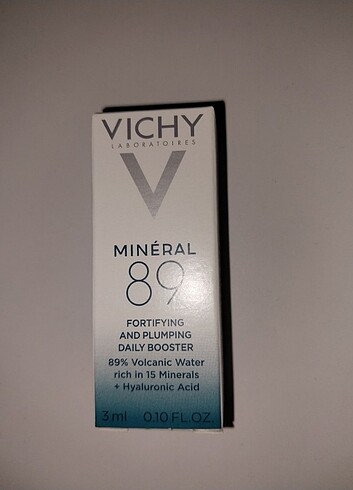 VICHY
LABORATOIRES
V
MINÉRAL
89
FORTIFYING
AND PLUMPING
DAILY BOOSTER
89% Volcanic Water
rich in 15 Minerals
+ Hyaluronic Acid
3 ml 0.10 FL.OZ.